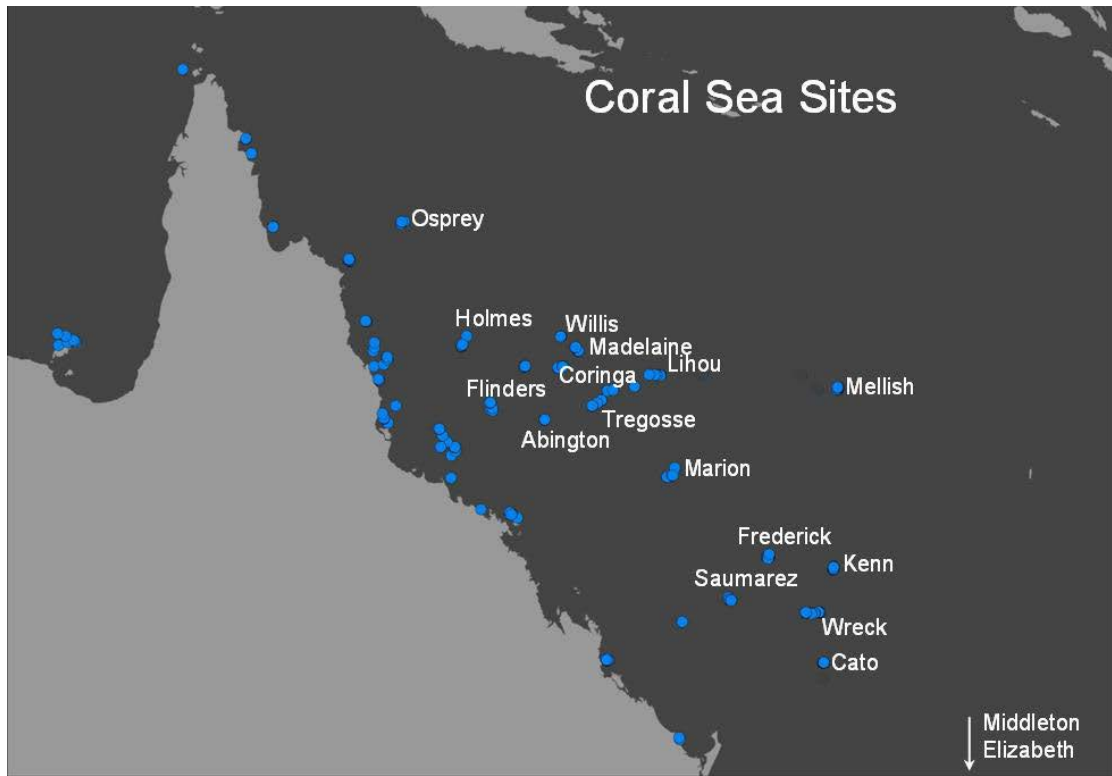 Coral Sea Sites
Osprey
Holmes
Willis
Madelaine
Lihou
Coringa
Flinders
Mellish
Tregosse
Abington
Marion
Frederick
Kenn
Saumarez
Wreck
Cato
Middleton
Elizabeth